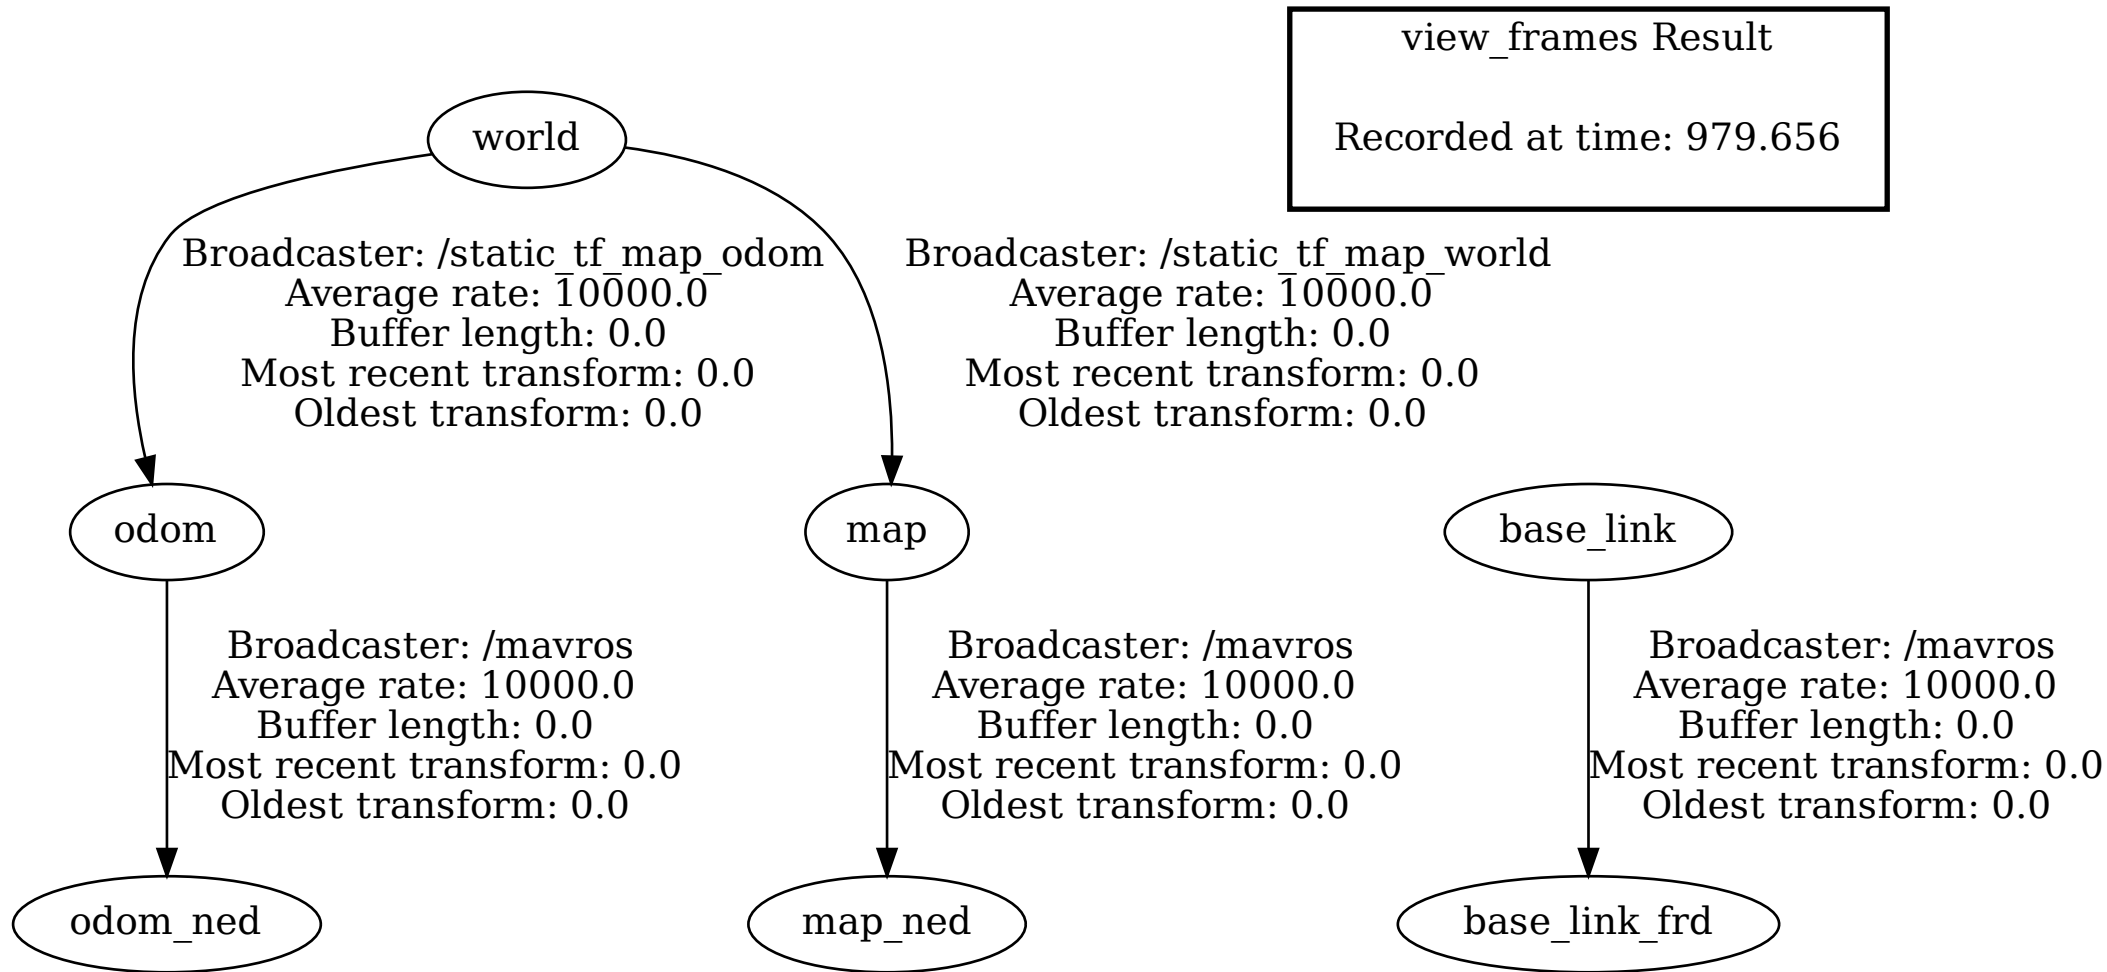 view_frames Result
Recorded at time: 979.656
world
Broadcaster: /static_tf_map_odom
Average rate: 10000.0
Buffer length: 0.0
Most recent transform: 0.0
Oldest transform: 0.0
Broadcaster: /static_tf_map_world
Average rate: 10000.0
Buffer length: 0.0
Most recent transform: 0.0
Oldest transform: 0.0
odom
map
base_link
Broadcaster: /mavros
Average rate: 10000.0
Buffer length: 0.0
Most recent transform: 0.0
Oldest transform: 0.0
Broadcaster: /mavros
Average rate: 10000.0
Buffer length: 0.0
Most recent transform: 0.0
Oldest transform: 0.0
Broadcaster: /mavros
Average rate: 10000.0
Buffer length: 0.0
Most recent transform: 0.0
Oldest transform: 0.0
odom_ned
map_ned
base_link_frd